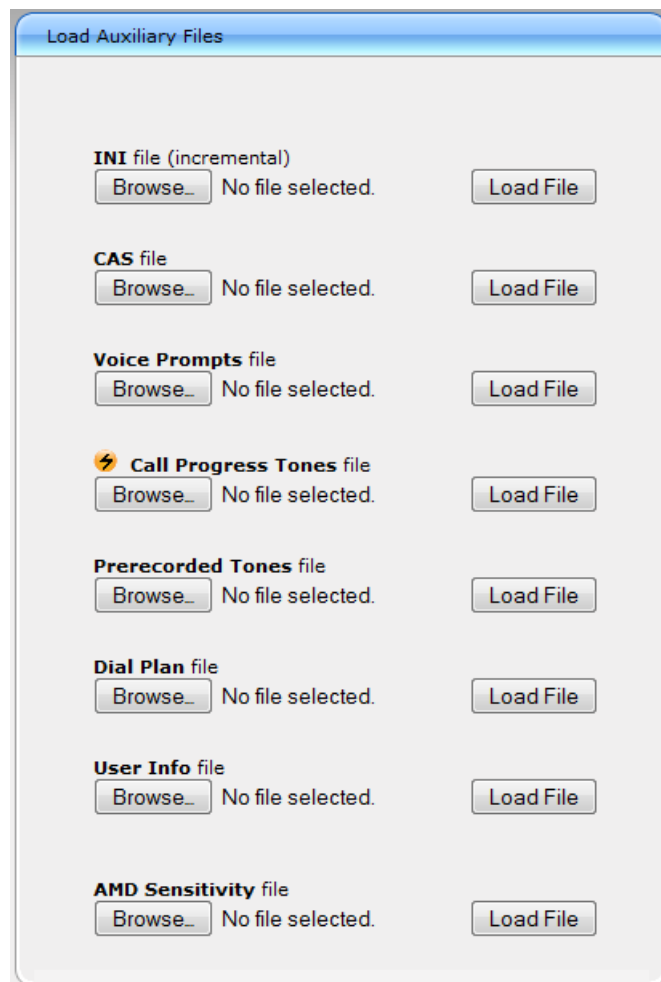 Load Auxiliary Files
INI file (incremental)
Browse… No file selected. Load File
CAS file
Browse… No file selected. Load File
Voice Prompts file
Browse… No file selected. Load File
Call Progress Tones file
Browse… No file selected. Load File
Prerecorded Tones file
Browse… No file selected. Load File
Dial Plan file
Browse… No file selected. Load File
User Info file
Browse… No file selected. Load File
AMD Sensitivity file
Browse… No file selected. Load File